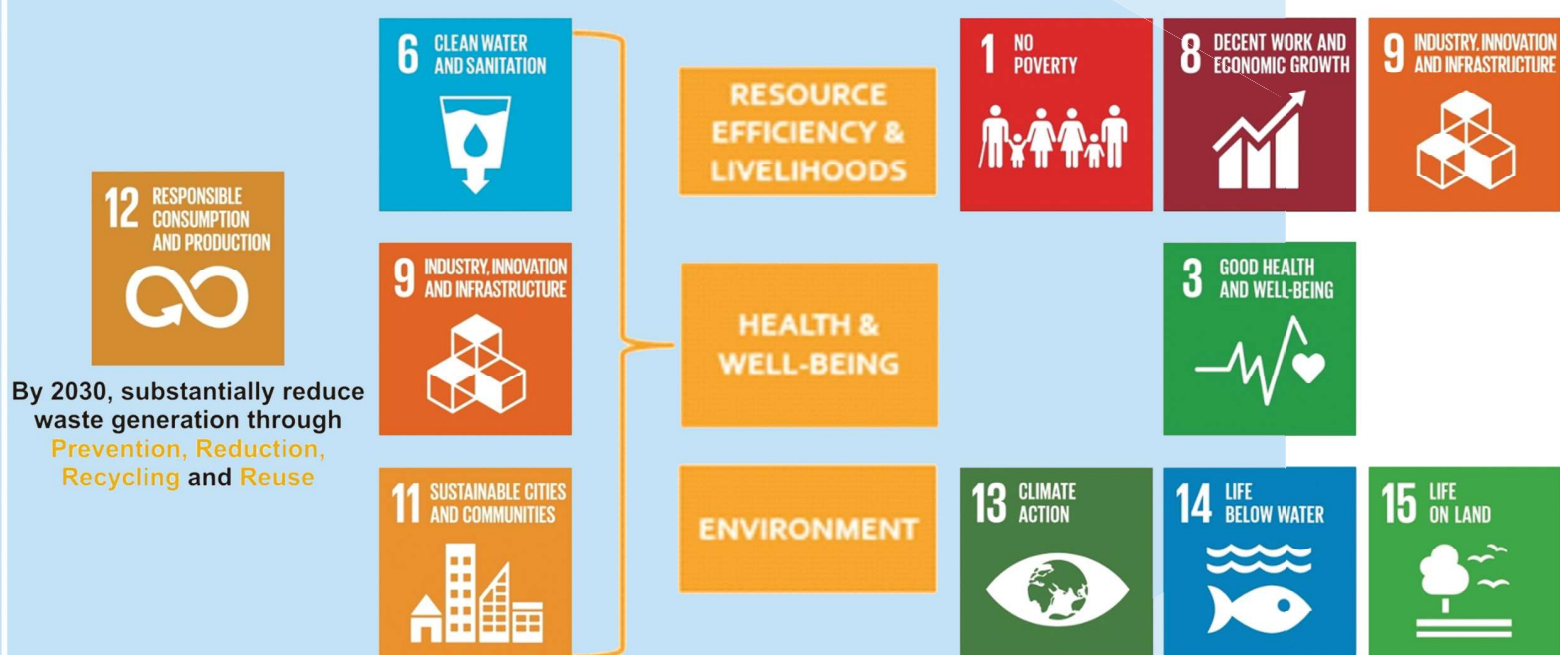 12 RESPONSIBLE
CONSUMPTION
AND PRODUCTION
By 2030, substantially reduce
waste generation through
Prevention, Reduction,
Recycling and Reuse
6 CLEAN WATER
AND SANITATION
9 INDUSTRY, INNOVATION
AND INFRASTRUCTURE
11 SUSTAINABLE CITIES
AND COMMUNITIES
RESOURCE
EFFICIENCY &
LIVELIHOODS
1 NO
POVERTY
8 DECENT WORK AND
ECONOMIC GROWTH
9 INDUSTRY, INNOVATION
AND INFRASTRUCTURE
HEALTH &
WELL-BEING
3 GOOD HEALTH
AND WELL-BEING
ENVIRONMENT
13 CLIMATE
ACTION
14 LIFE
BELOW WATER
15 LIFE
ON LAND